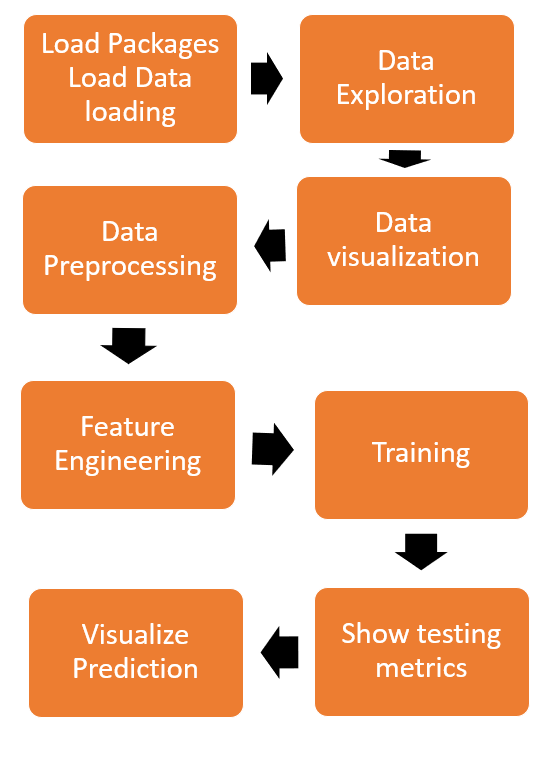 Load Packages
Load Data
loading
Data
Exploration
Data
visualization
Data
Preprocessing
Feature
Engineering
Training
Show testing
metrics
Visualize
Prediction